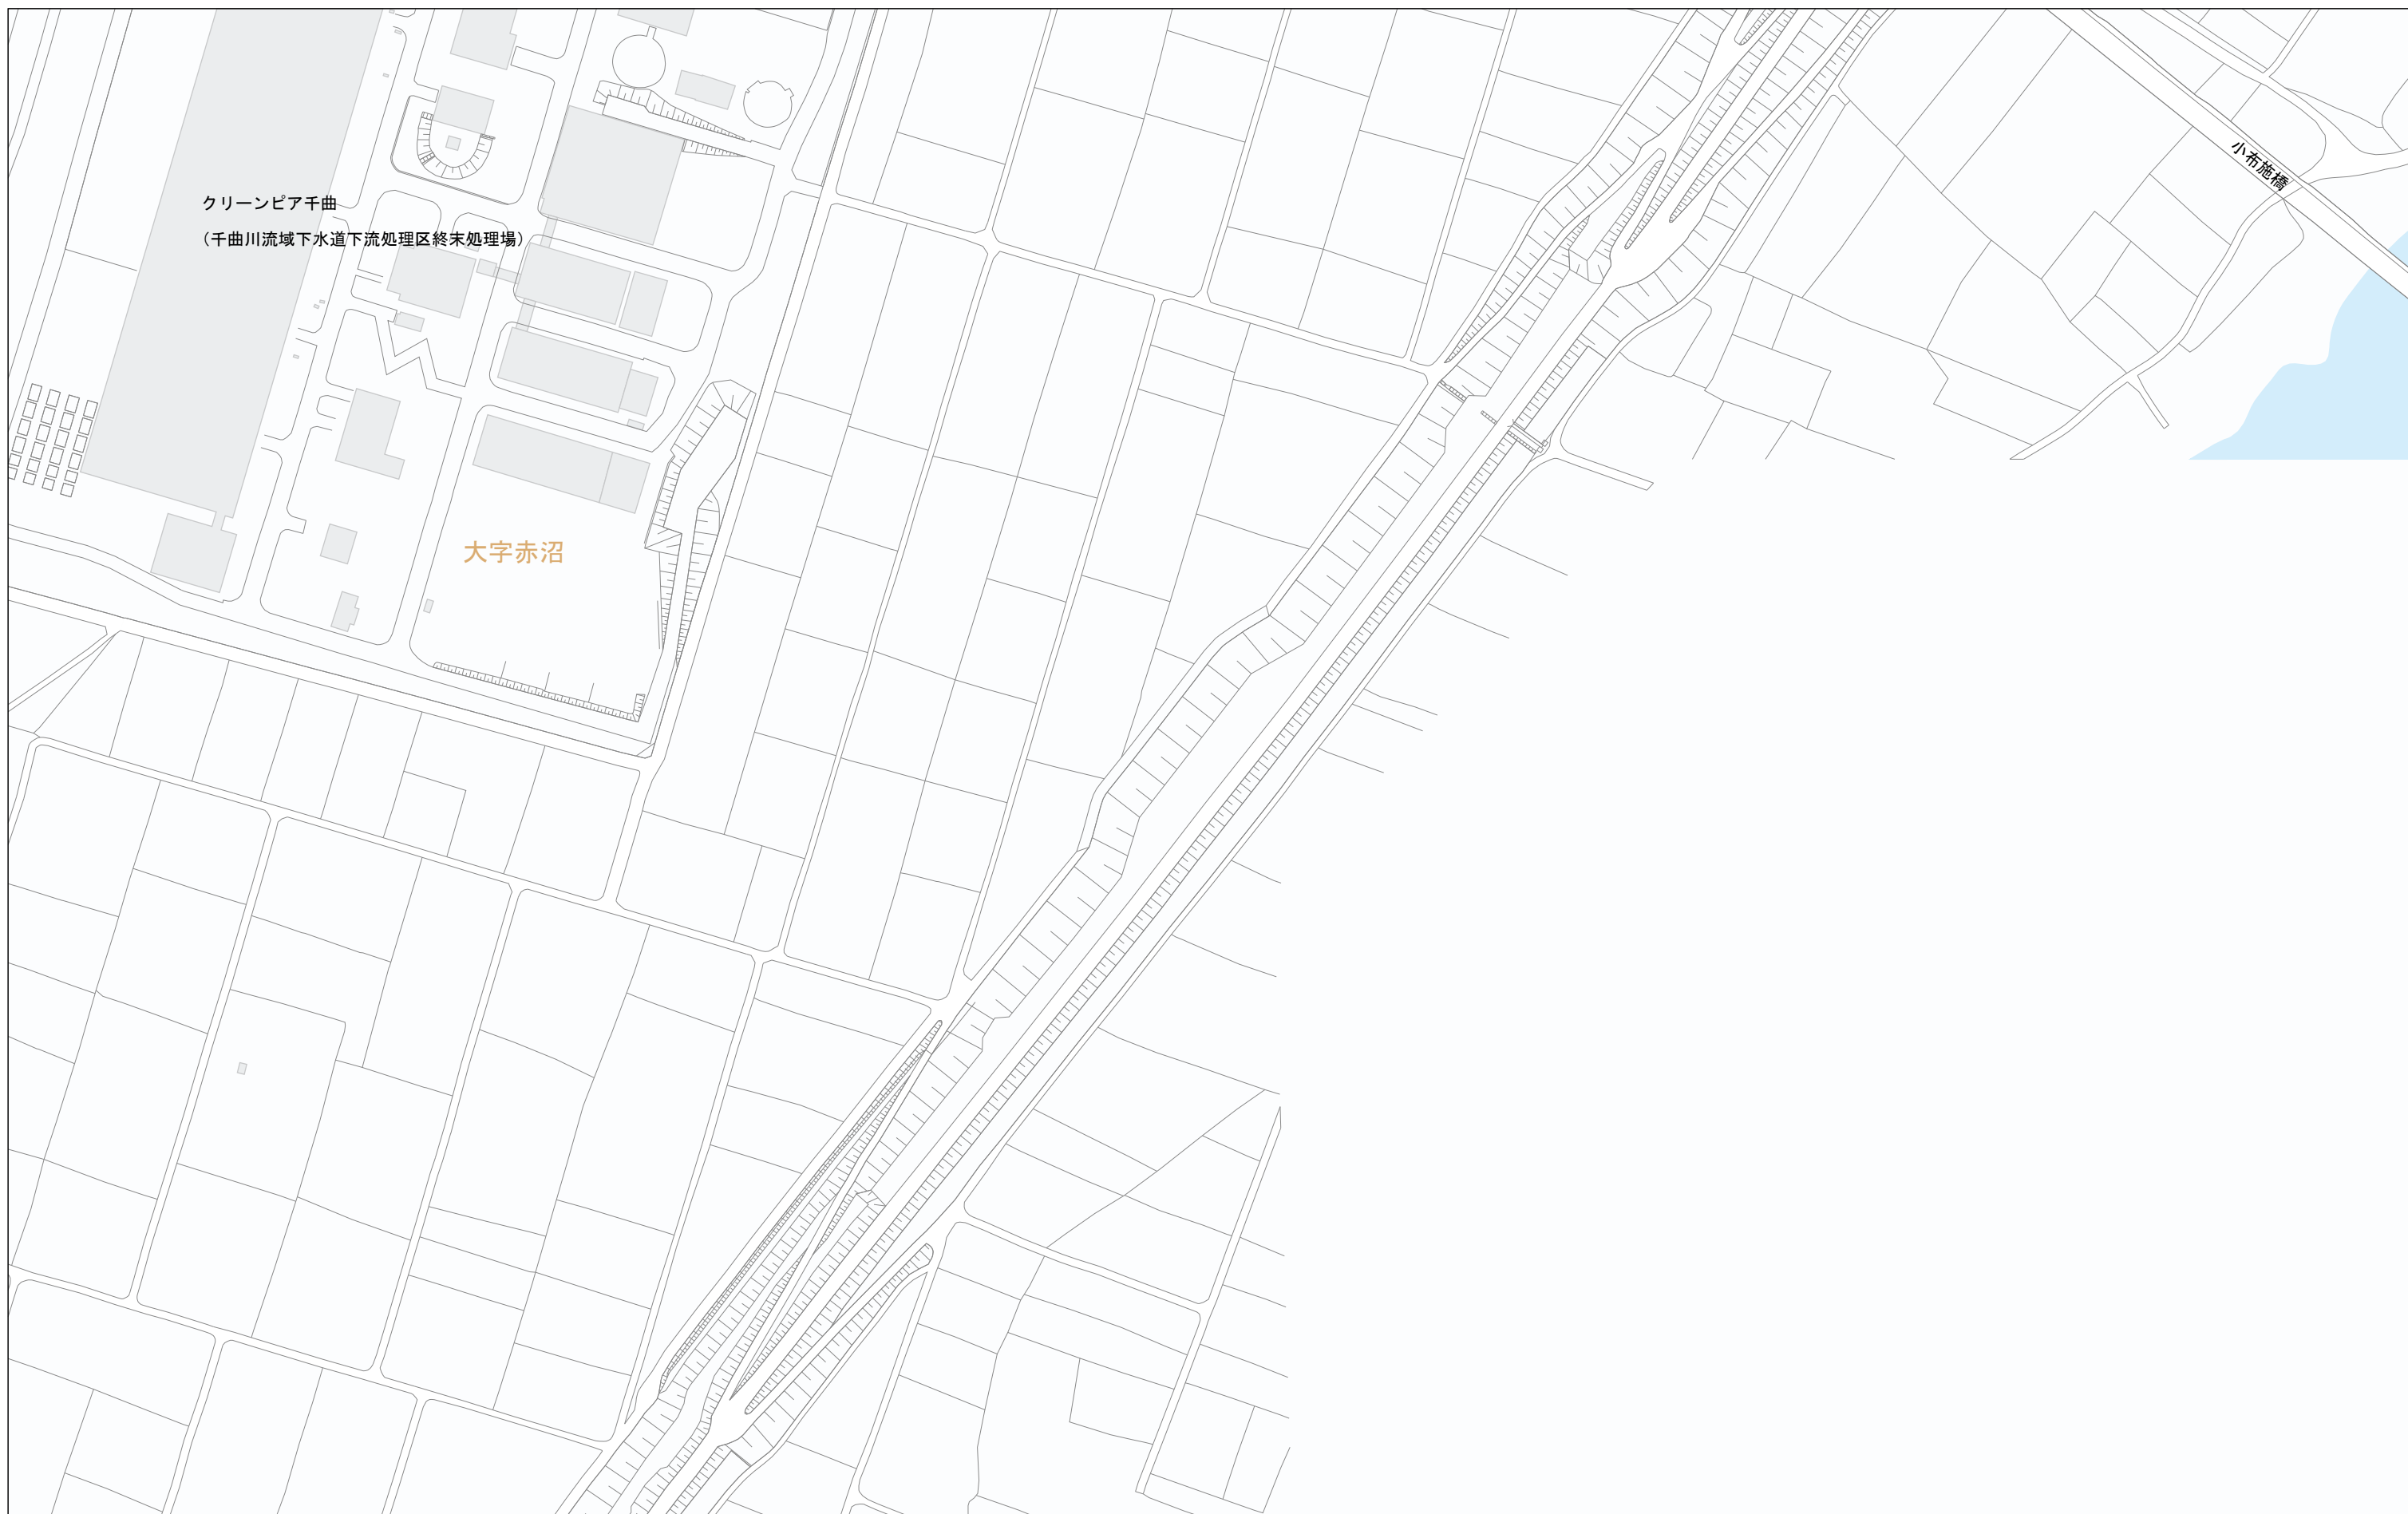 小布施橋
クリーンピア千曲
（千曲川流域下水道下流処理区終末処理場）
大字赤沼